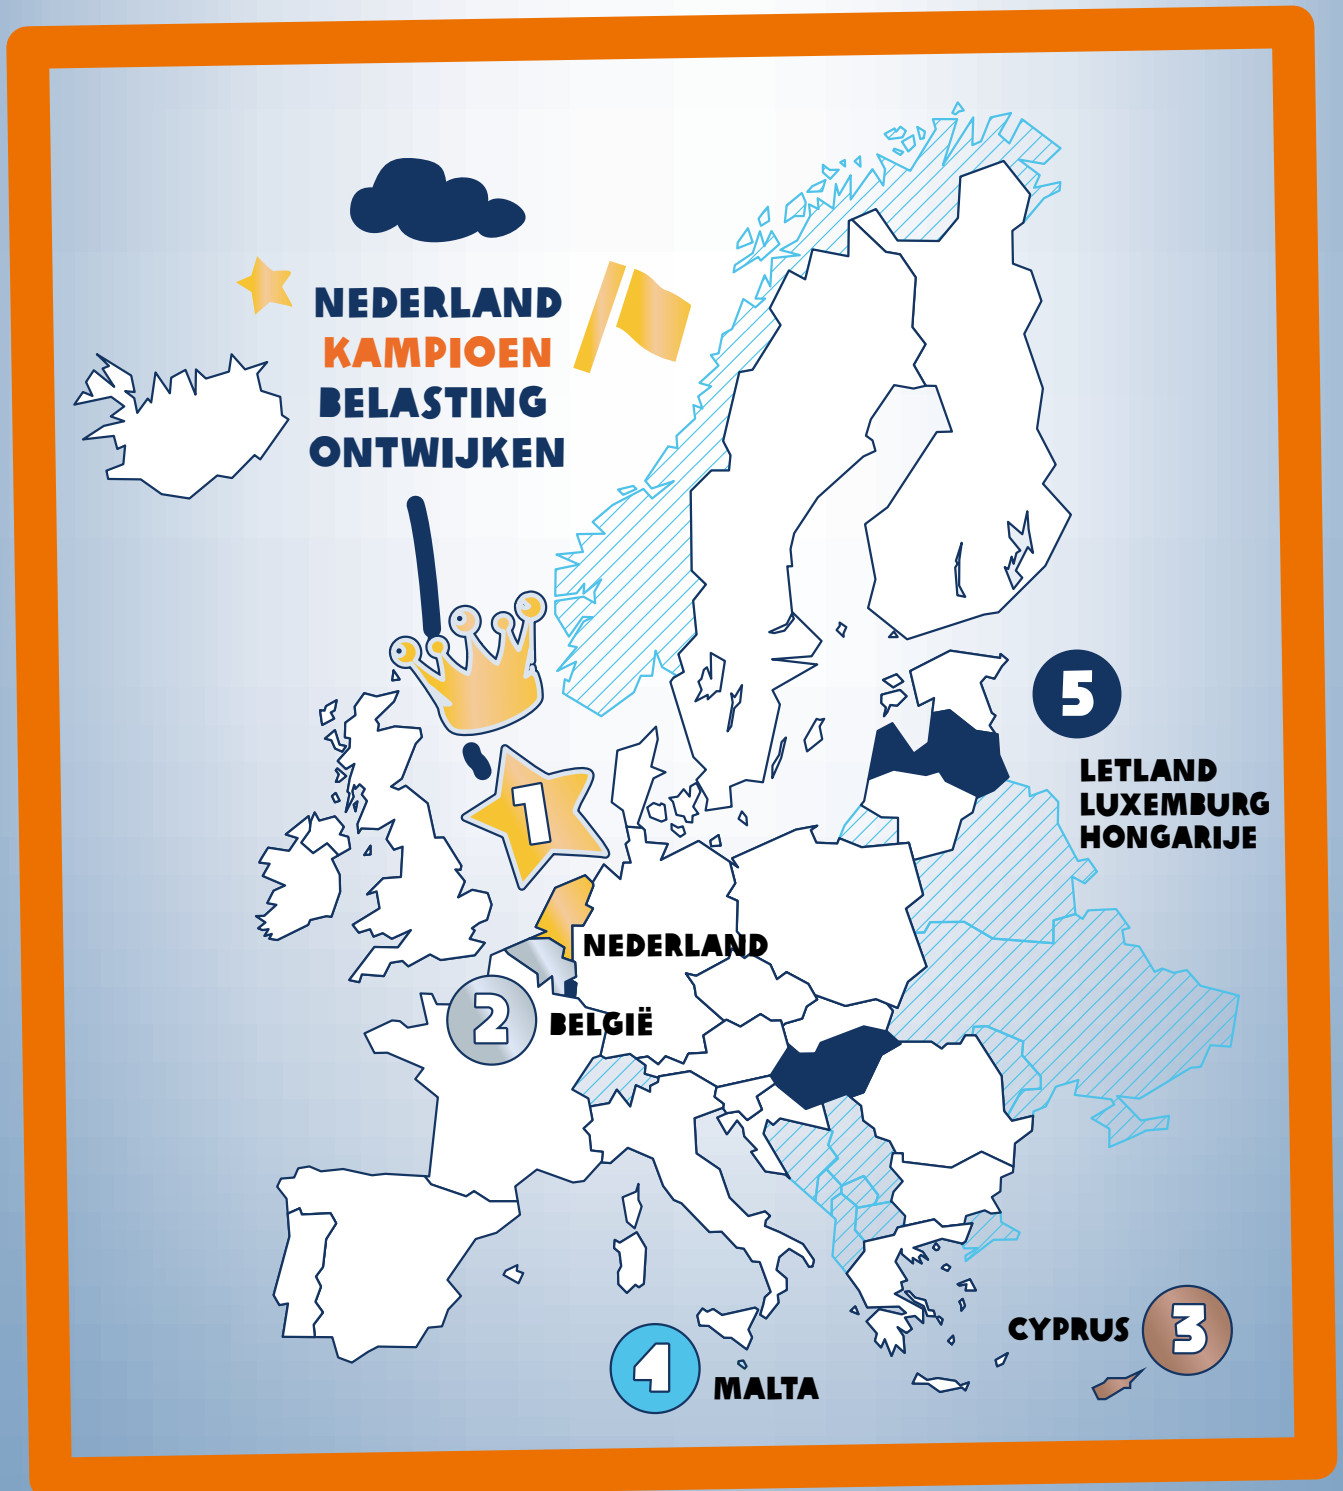 NEDERLAND
KAMPIOEN
BELASTING
ONTWIJKEN
5
LETLAND
LUXEMBURG
HONGARIJE
1
NEDERLAND
2
BELGIË
CYPRUS 3
4 MALTA